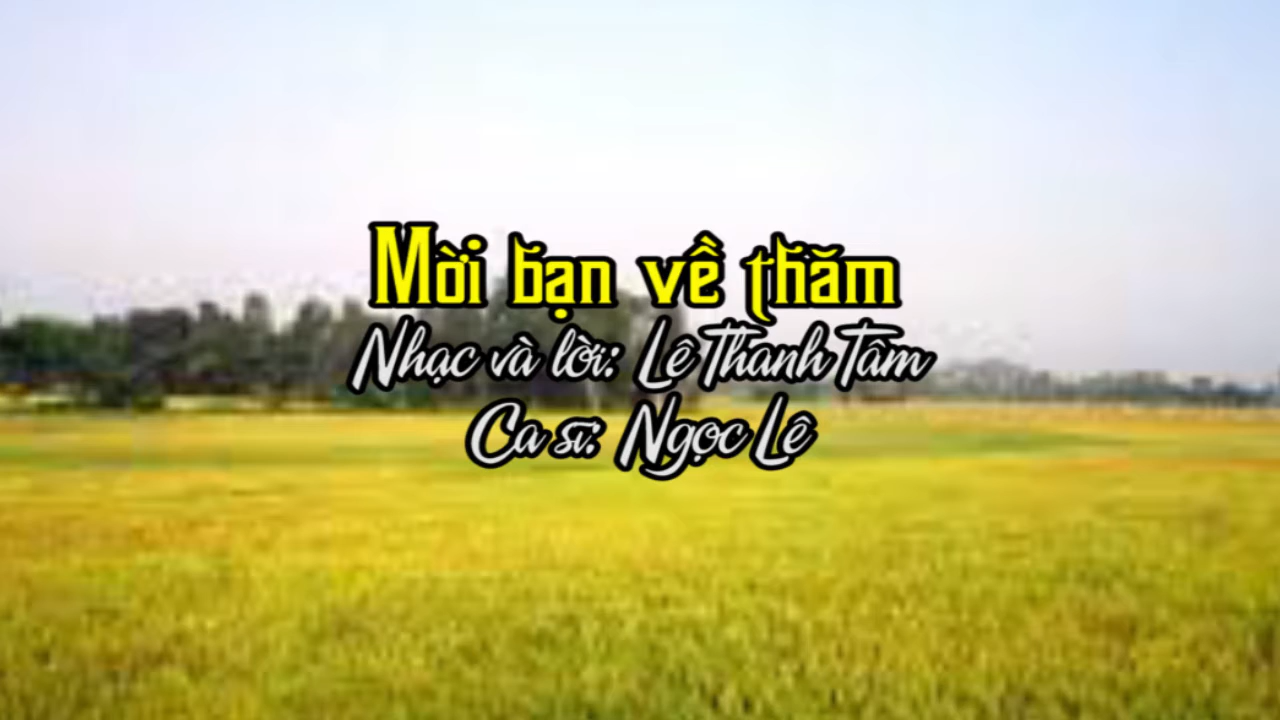 Mời bạn về thăm
Nhạc và lời: Lê Thanh Tâm
Ca sĩ: Ngọc Lê